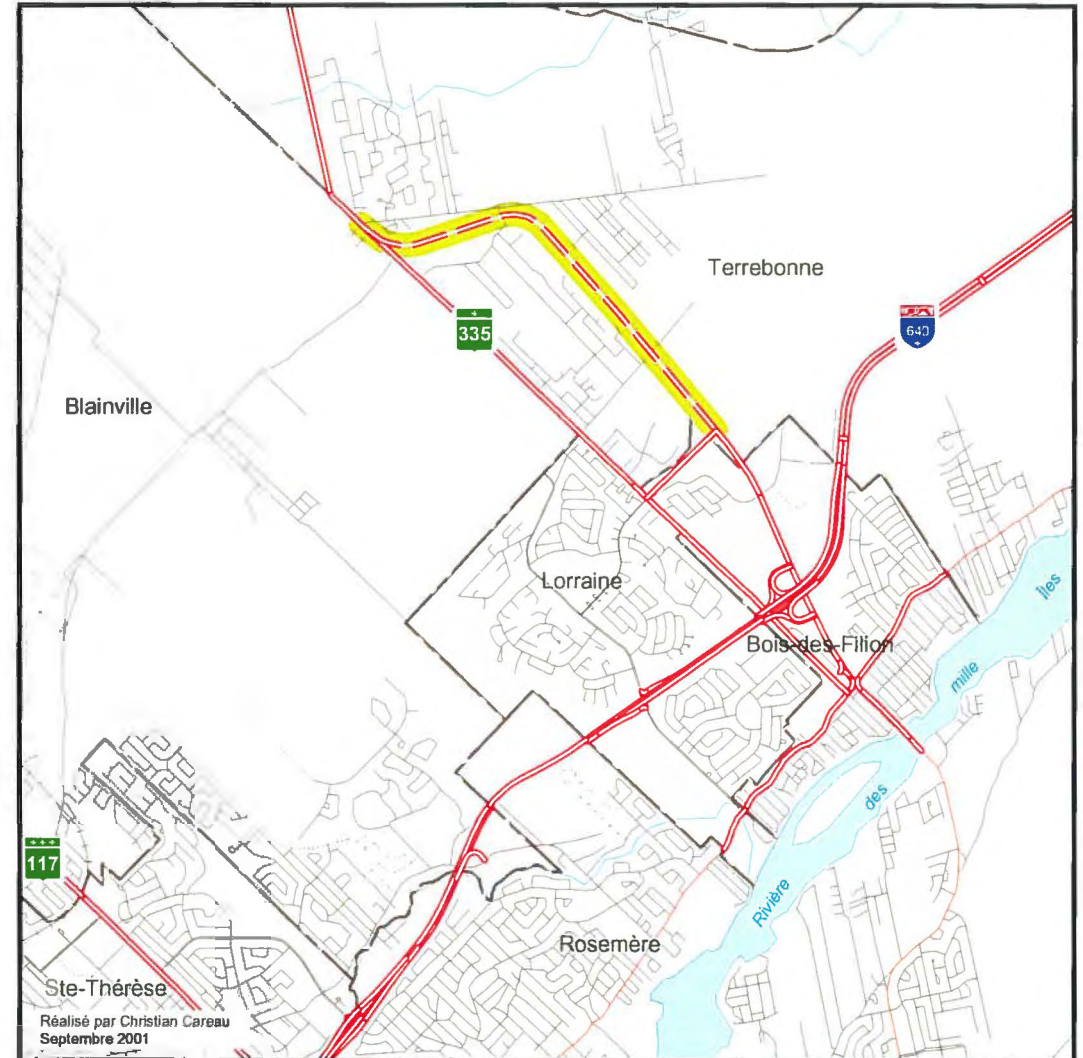 Terrebonne
640
335
Blainville
Lorraine
Îles
Bois-des-Filion
mille
des
117
Rivière
Rosemère
Ste-Thérèse
Réalisé par Christian Careau
Septembre 2001